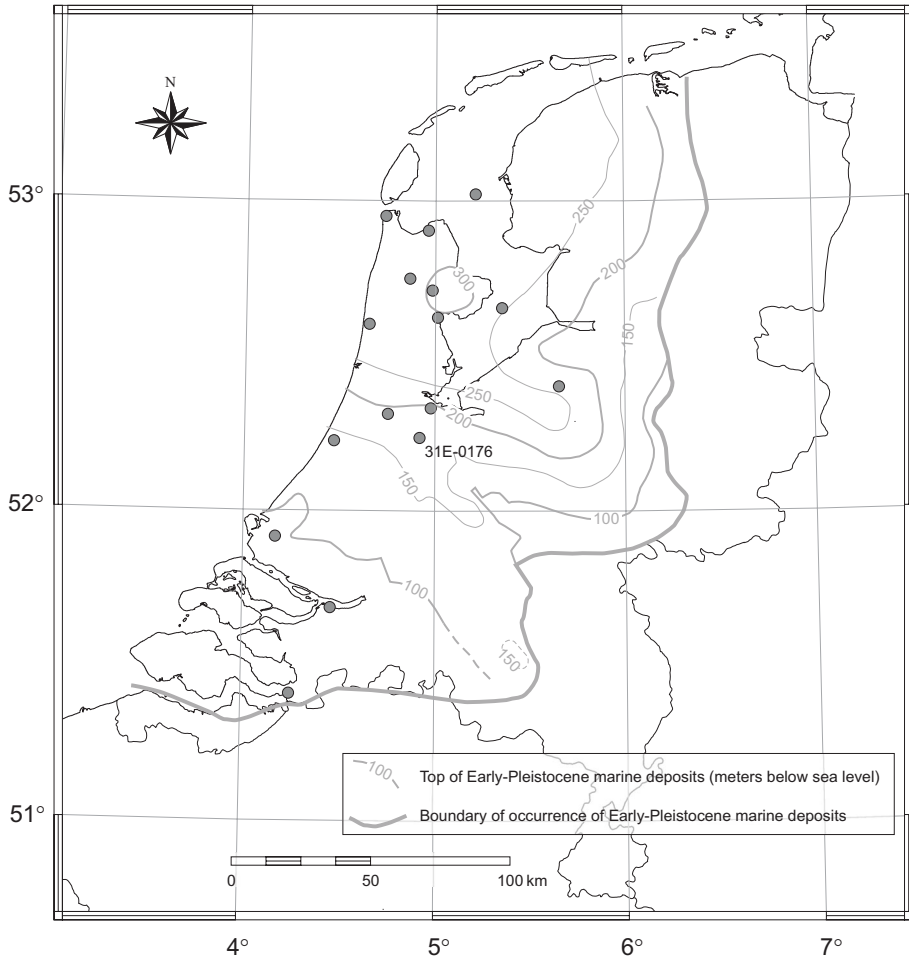 N
53°
250
200
300
150
250
200
31E-0176
150
52°
100
100
150
100
Top of Early-Pleistocene marine deposits (meters below sea level)
Boundary of occurrence of Early-Pleistocene marine deposits
51°
0 50 100 km
4° 5° 6° 7°